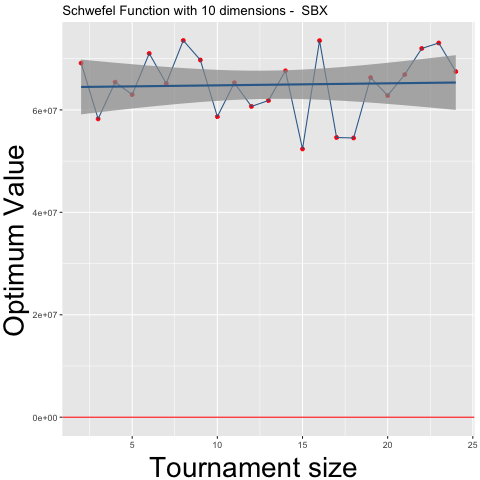 Schwefel Function with 10 dimensions -  SBX
Optimum Value
6e+07
4e+07
2e+07
0e+00
5 10 15 20 25
Tournament size